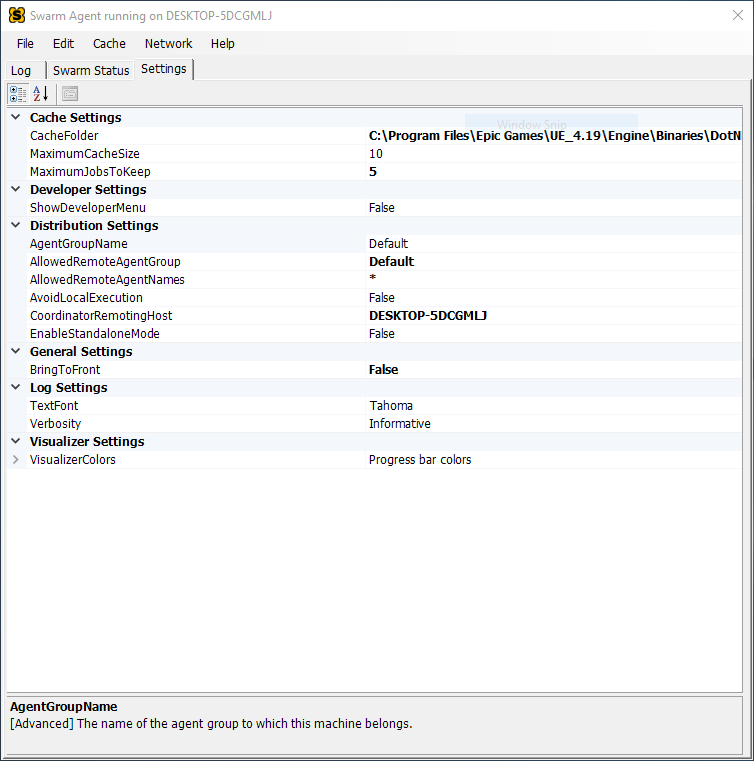 Swarm Agent running on DESKTOP-5DCGMLJ
File Edit Cache Network Help
Log Swarm Status Settings
Cache Settings
Window Snip
CacheFolder C:\Program Files\Epic Games\UE_4.19\Engine\Binaries\DotN
MaximumCacheSize 10
MaximumJobsToKeep 5
Developer Settings
ShowDeveloperMenu False
Distribution Settings
AgentGroupName Default
AllowedRemoteAgentGroup Default
AllowedRemoteAgentNames *
AvoidLocalExecution False
CoordinatorRemotingHost DESKTOP-5DCGMLJ
EnableStandaloneMode False
General Settings
BringToFront False
Log Settings
TextFont Tahoma
Verbosity Informative
Visualizer Settings
VisualizerColors Progress bar colors
AgentGroupName
[Advanced] The name of the agent group to which this machine belongs.